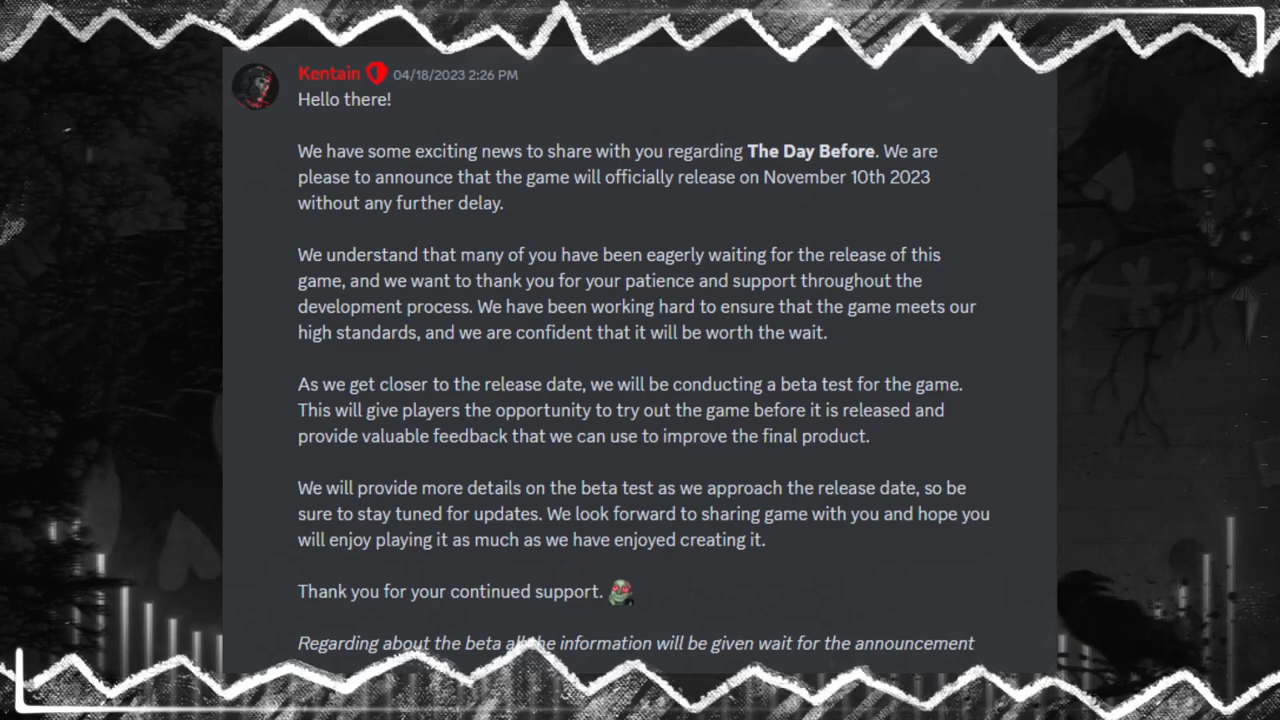 Kentain 04/18/2023 2:26 PM
Hello there!
We have some exciting news to share with you regarding The Day Before. We are
please to announce that the game will officially release on November 10th 2023
without any further delay.
We understand that many of you have been eagerly waiting for the release of this
game, and we want to thank you for your patience and support throughout the
development process. We have been working hard to ensure that the game meets our
high standards, and we are confident that it will be worth the wait.
As we get closer to the release date, we will be conducting a beta test for the game.
This will give players the opportunity to try out the game before it is released and
provide valuable feedback that we can use to improve the final product.
We will provide more details on the beta test as we approach the release date, so be
sure to stay tuned for updates. We look forward to sharing game with you and hope you
will enjoy playing it as much as we have enjoyed creating it.
Thank you for your continued support.
Regarding about the beta all the information will be given wait for the announcement